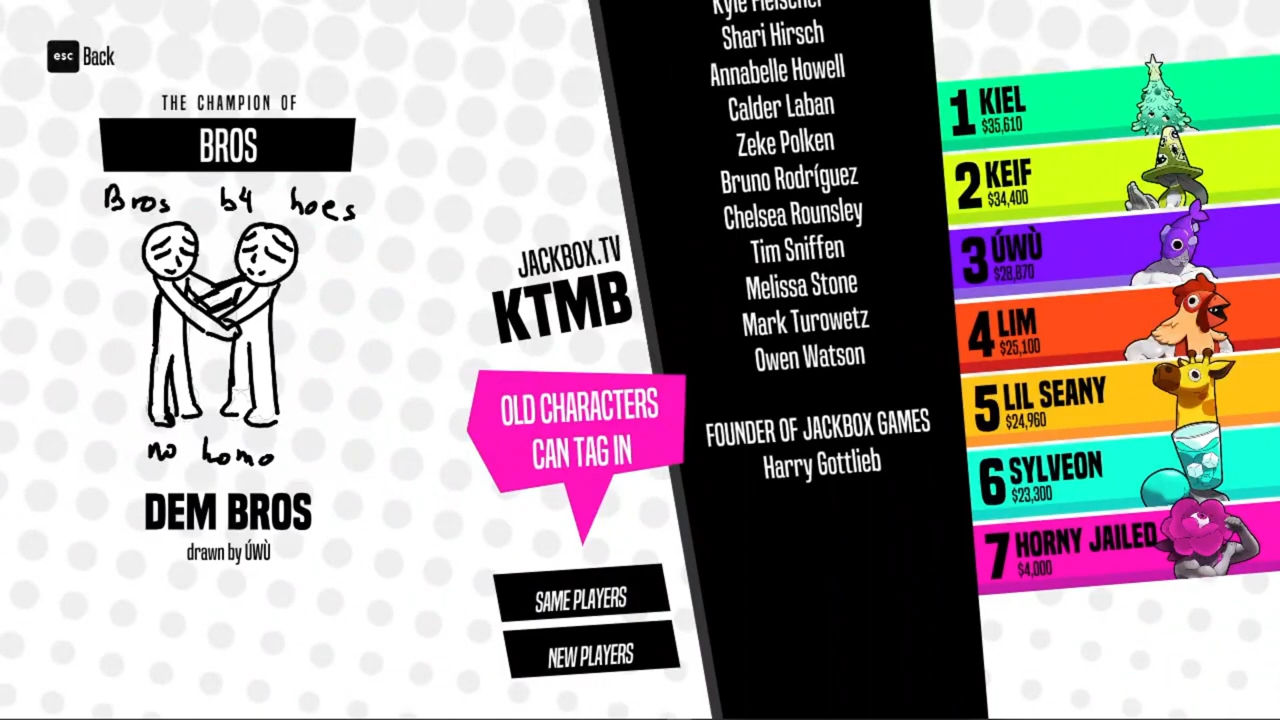 esc Back
THE CHAMPION OF
BROS
Bros b4 hoes
no homo
DEM BROS
drawn by ÚWÙ
JACKBOX.TV
KTMB
OLD CHARACTERS
CAN TAG IN
SAME PLAYERS
NEW PLAYERS
Kyle Fleischer
Shari Hirsch
Annabelle Howell
Calder Laban
Zeke Polken
Bruno Rodríguez
Chelsea Rounsley
Tim Sniffen
Melissa Stone
Mark Turowetz
Owen Watson
FOUNDER OF JACKBOX GAMES
Harry Gottlieb
1 KIEL
$35,610
2 KEIF
$34,400
3 ÚWÙ
$28,870
4 LIM
$25,100
5 LIL SEANY
$24,960
6 SYLVEON
$23,300
7 HORNY JAILED
$4,000